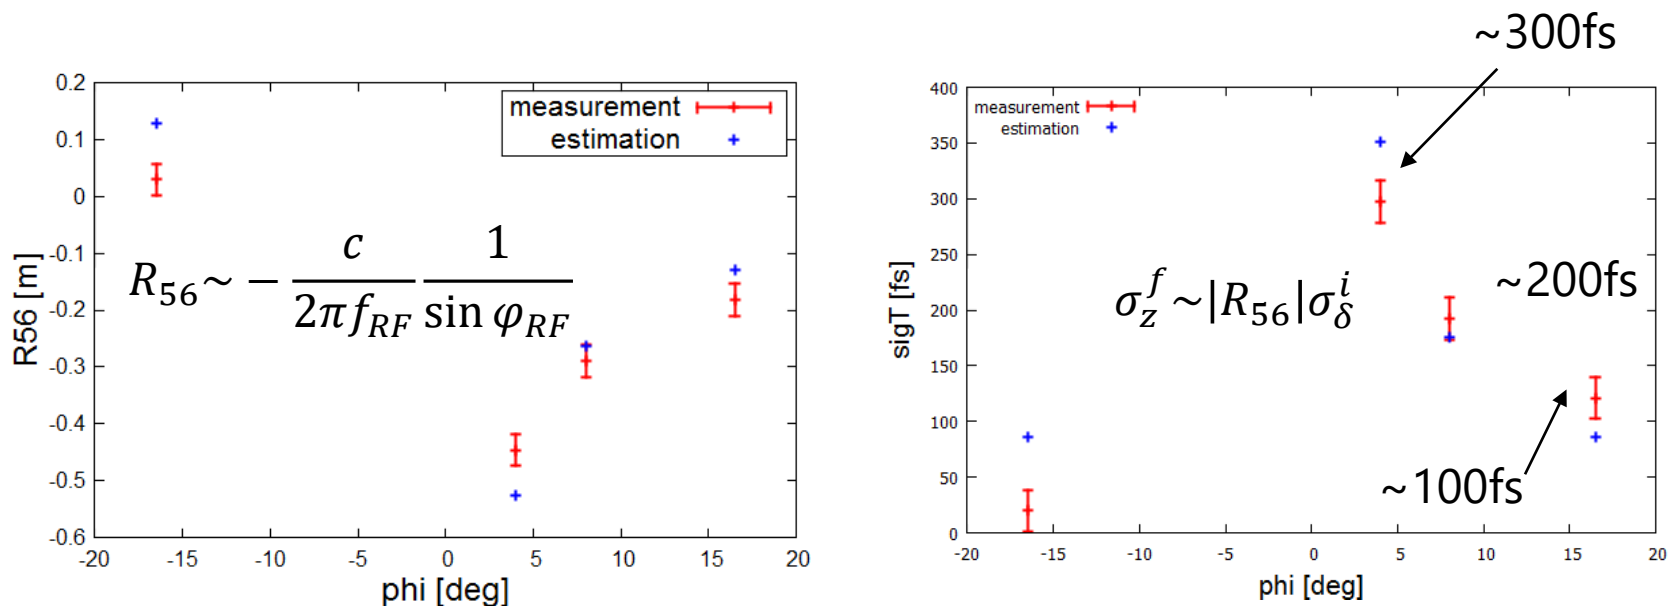 0.2
0.1
0
-0.1
-0.2
-0.3
-0.4
-0.5
-0.6
R56 [m]
measurement
estimation
R₅₆~ − c/(2πf_RF) 1/(sin φ_RF)
-20 -15 -10 -5 0 5 10 15 20
phi [deg]
~300fs
400
350
300
250
200
150
100
50
0
sigT [fs]
measurement
estimation
σ_z^f~|R₅₆|σ_δ^i
~200fs
~100fs
-20 -15 -10 -5 0 5 10 15 20
phi [deg]